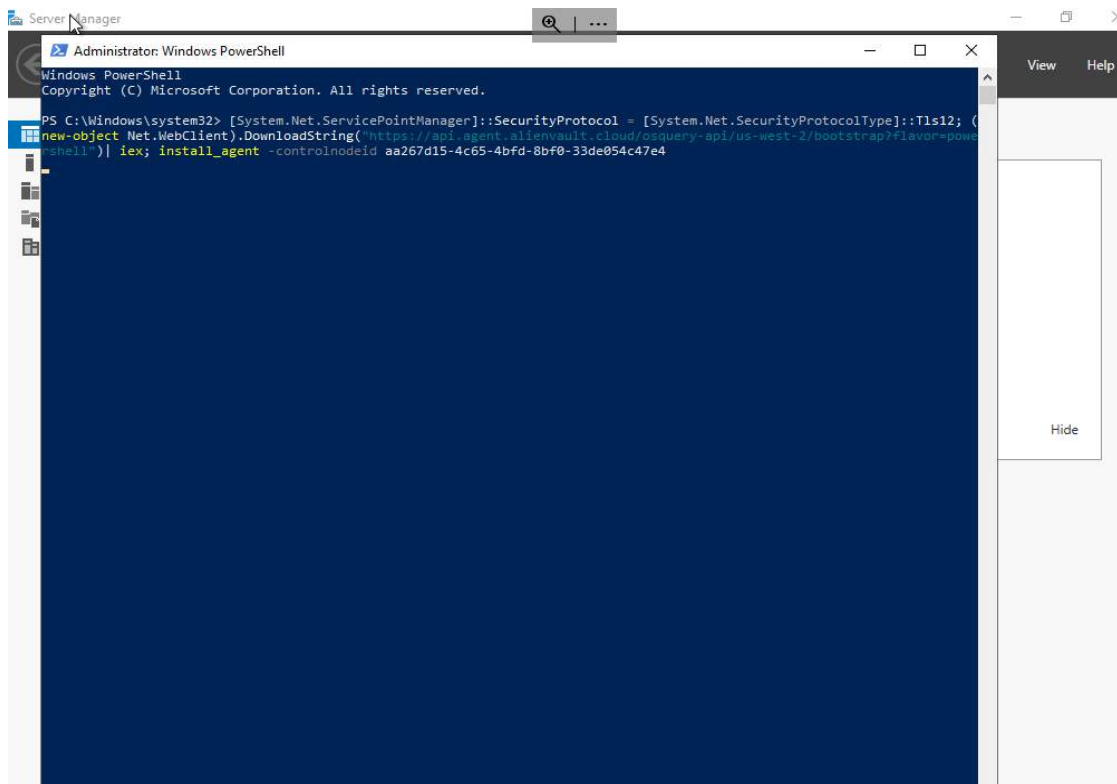 Server Manager
Administrator: Windows PowerShell
View Help
Windows PowerShell
Copyright (C) Microsoft Corporation. All rights reserved.
PS C:\Windows\system32> [System.Net.ServicePointManager]::SecurityProtocol = [System.Net.SecurityProtocolType]::Tls12; (
new-object Net.WebClient).DownloadString("https://api.agent.alienvault.cloud/osquery-api/us-west-2/bootstrap?flavor=powe
rshell")| iex; install_agent -controlnodeid aa267d15-4c65-4bfd-8bf0-33de054c47e4
Hide